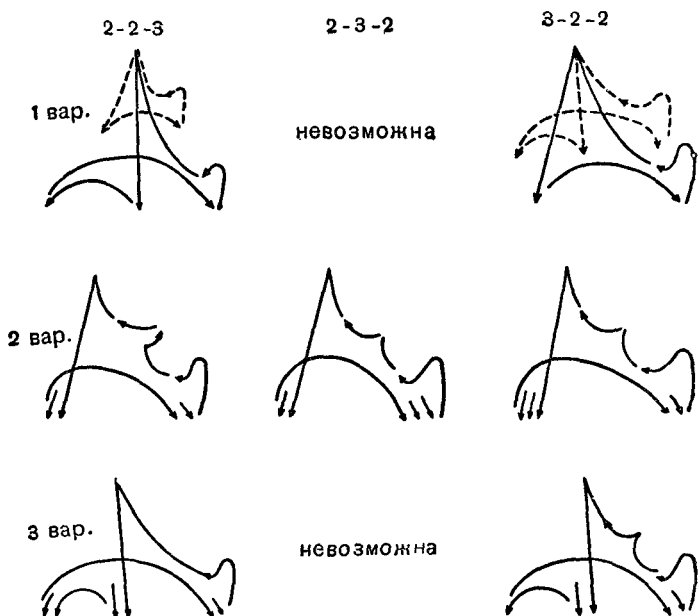 2-2-3 2-3-2 3-2-2
1 вар. невозможна
2 вар.
3 вар. невозможна